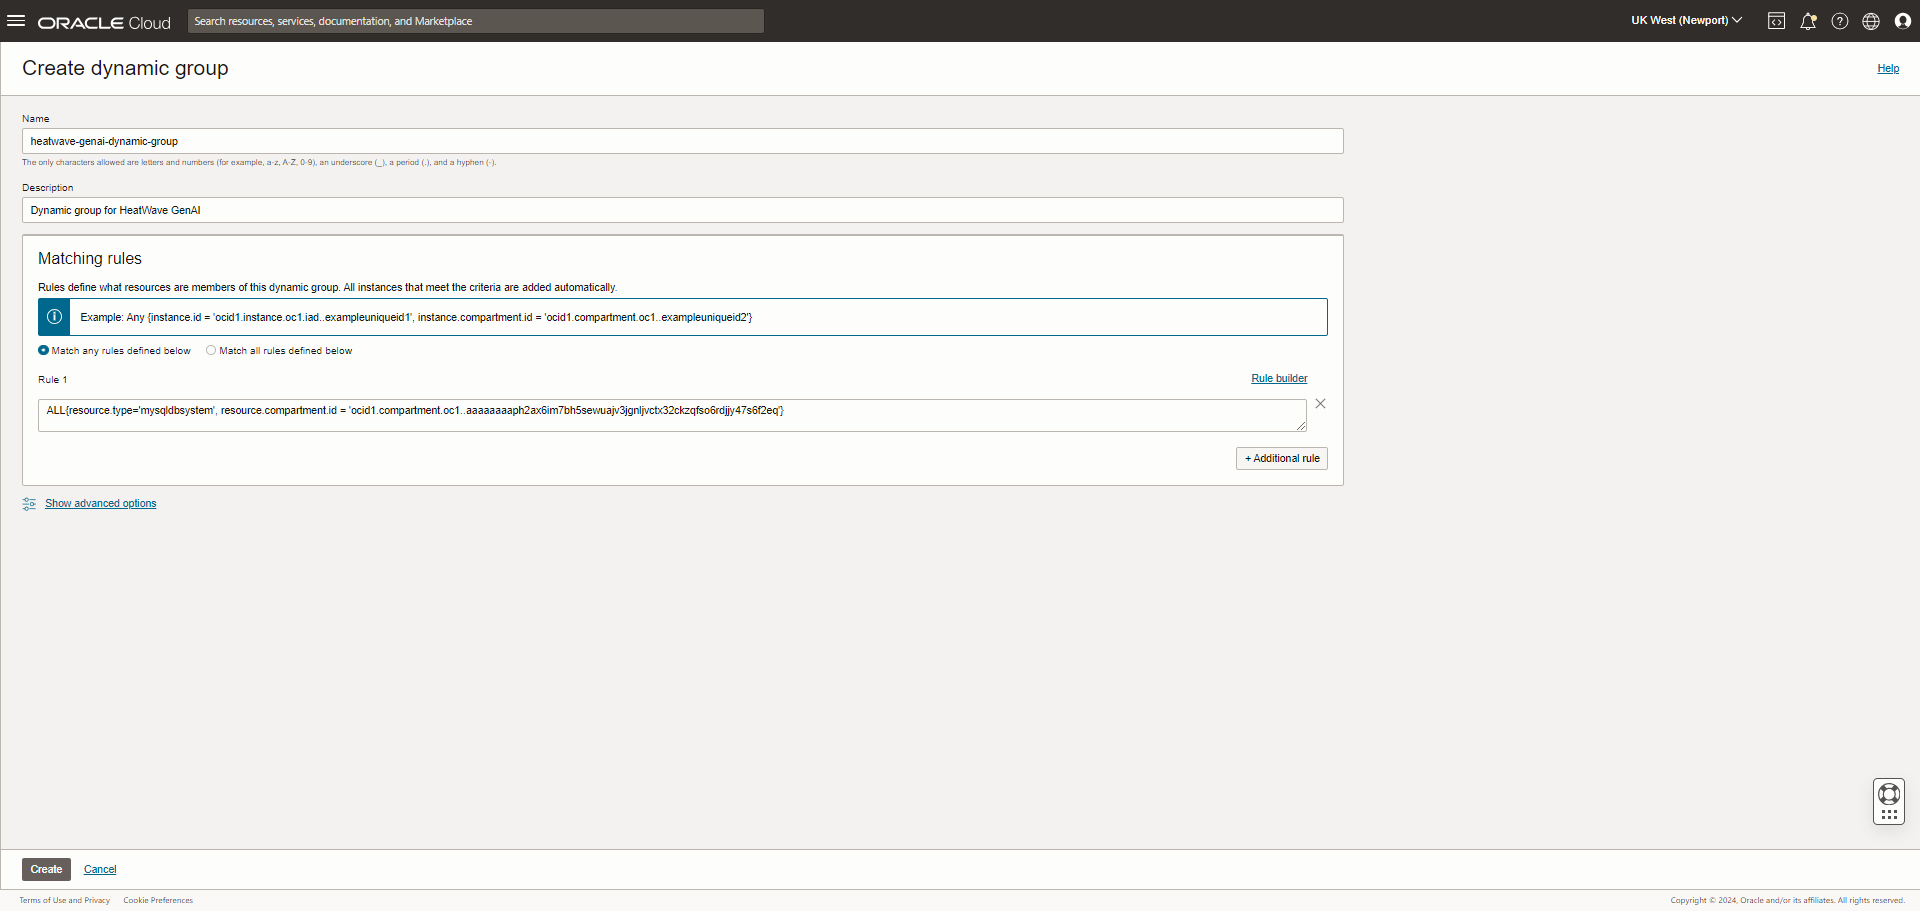 ORACLE Cloud
Search resources, services, documentation, and Marketplace
UK West (Newport)
Create dynamic group
Help
Name
heatwave-genai-dynamic-group
The only characters allowed are letters and numbers (for example, a-z, A-Z, 0-9), an underscore (_), a period (.), and a hyphen (-).
Description
Dynamic group for HeatWave GenAI
Matching rules
Rules define what resources are members of this dynamic group. All instances that meet the criteria are added automatically.
Example: Any {instance.id = 'ocid1.instance.oc1.iad..exampleuniqueid1', instance.compartment.id = 'ocid1.compartment.oc1..exampleuniqueid2'}
Match any rules defined below
Match all rules defined below
Rule 1
Rule builder
ALL{resource.type='mysqldbsystem', resource.compartment.id = 'ocid1.compartment.oc1..aaaaaaaaph2ax6im7bh5sewuajv3jgnljvctx32ckzqfso6rdjjy47s6f2eq'}
+ Additional rule
Show advanced options
Create
Cancel
Terms of Use and Privacy
Cookie Preferences
Copyright © 2024, Oracle and/or its affiliates. All rights reserved.